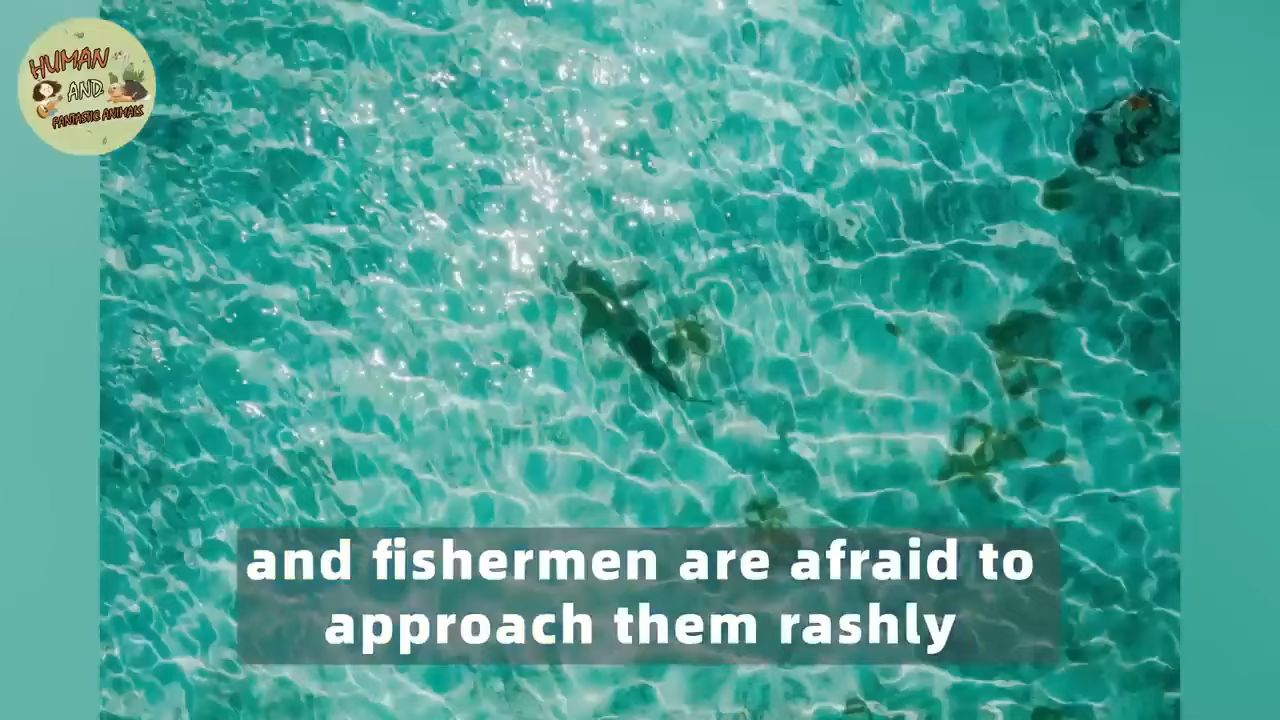 HUMAN
AND
FANTASTIC ANIMALS
and fishermen are afraid to
approach them rashly